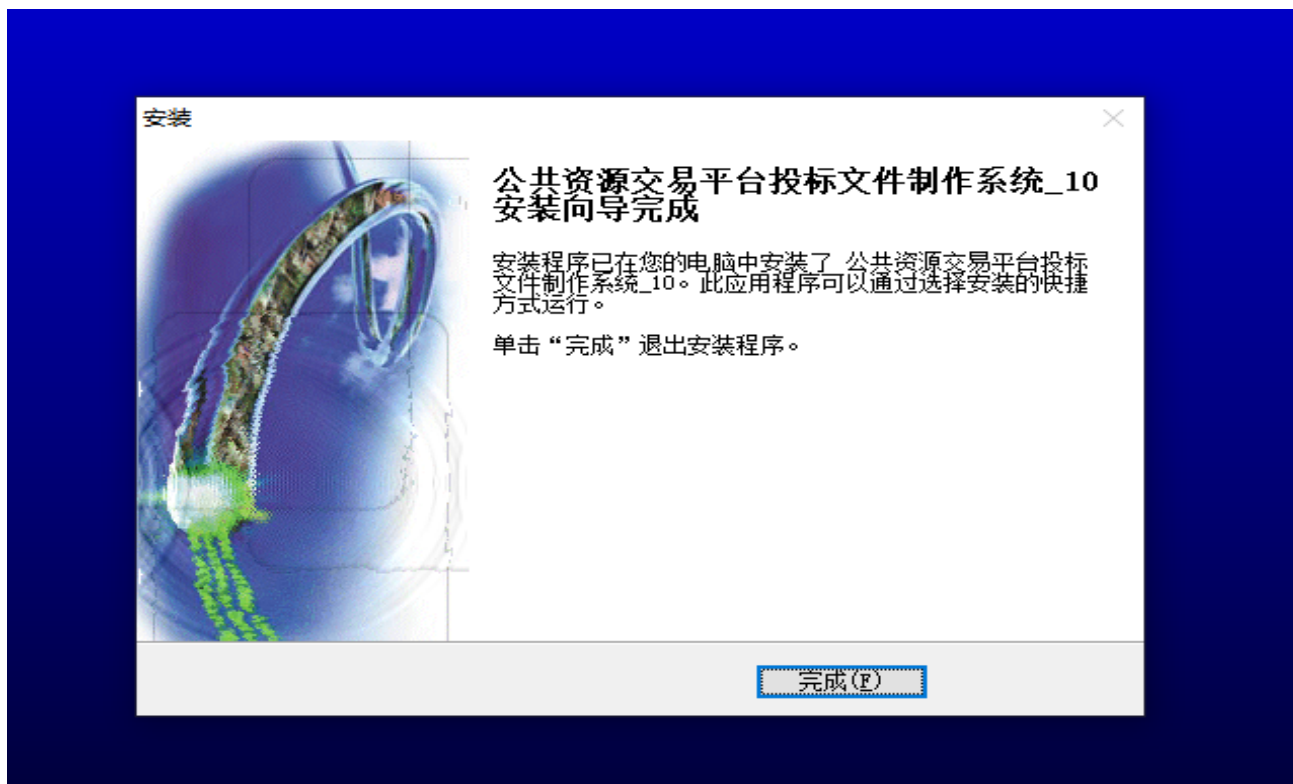 安装
公共资源交易平台投标文件制作系统_10
安装向导完成
安装程序已在您的电脑中安装了 公共资源交易平台投标
文件制作系统_10。此应用程序可以通过选择安装的快捷
方式运行。
单击“完成”退出安装程序。
完成(F)